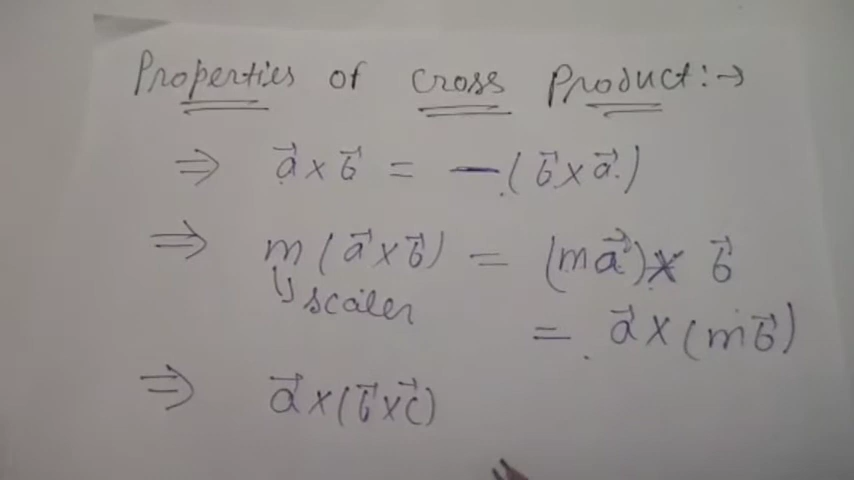 Properties of cross Product:→
⇒ a⃗ × b⃗ = −(b⃗ × a⃗)
⇒ m(a⃗ × b⃗) = (ma⃗) × b⃗
↳ scaler
= a⃗ × (mb⃗)
⇒ a⃗ × (b⃗ × c⃗)